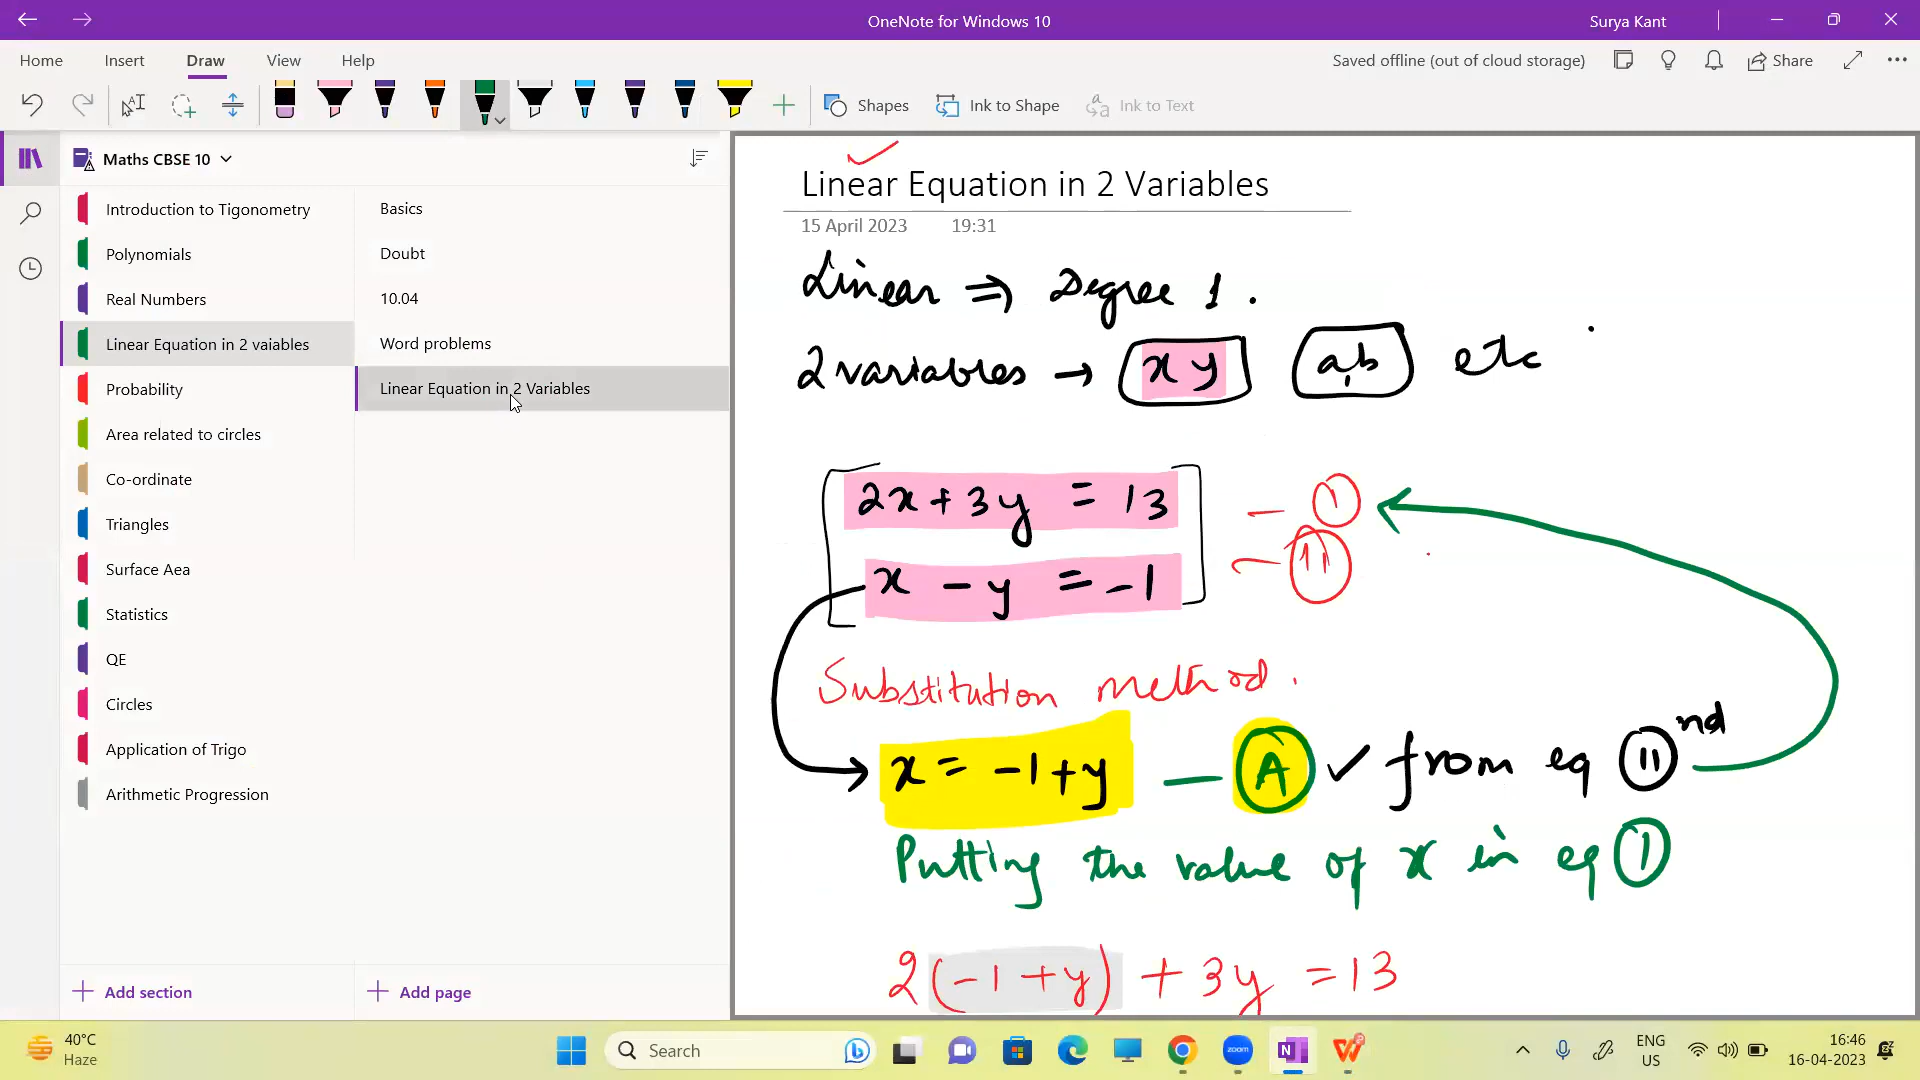 OneNote for Windows 10
Surya Kant
Home Insert Draw View Help
Saved offline (out of cloud storage)
Share
Shapes
Ink to Shape
Ink to Text
Maths CBSE 10
Introduction to Tigonometry
Polynomials
Real Numbers
Linear Equation in 2 vaiables
Probability
Area related to circles
Co-ordinate
Triangles
Surface Aea
Statistics
QE
Circles
Application of Trigo
Arithmetic Progression
Add section
Basics
Doubt
10.04
Word problems
Linear Equation in 2 Variables
Add page
Linear Equation in 2 Variables
15 April 2023 19:31
Linear ⇒ Degree 1.
2 variables → x y a,b etc
2x + 3y = 13 – I
x – y = –1 – II
Substitution method.
x = –1 + y – A ✓ from eq II nd
Putting the value of x in eq I
2(–1 + y) + 3y = 13
40°C
Haze
Search
zoom
ENG
US
16:46
16-04-2023